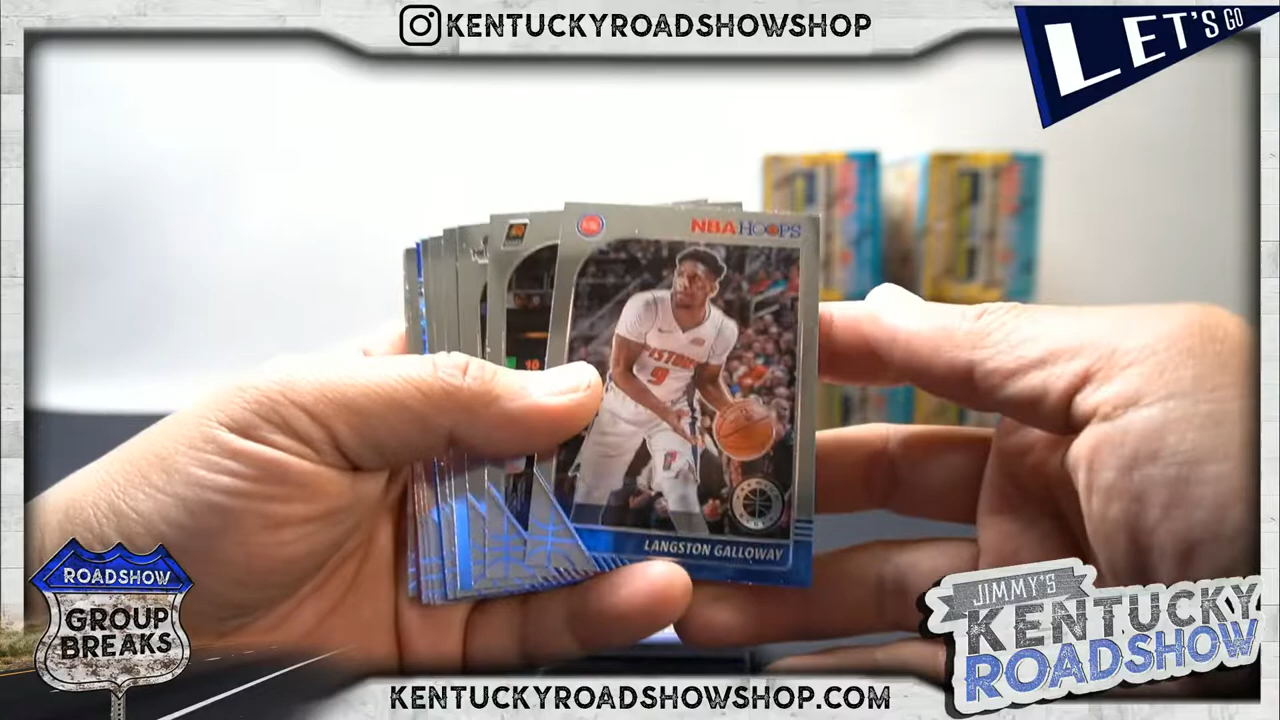 KENTUCKYROADSHOWSHOP
LET'S GO
NBA HOOPS
PISTONS
9
LANGSTON GALLOWAY
ROADSHOW
GROUP
BREAKS
JIMMY'S
KENTUCKY
ROADSHOW
KENTUCKYROADSHOWSHOP.COM